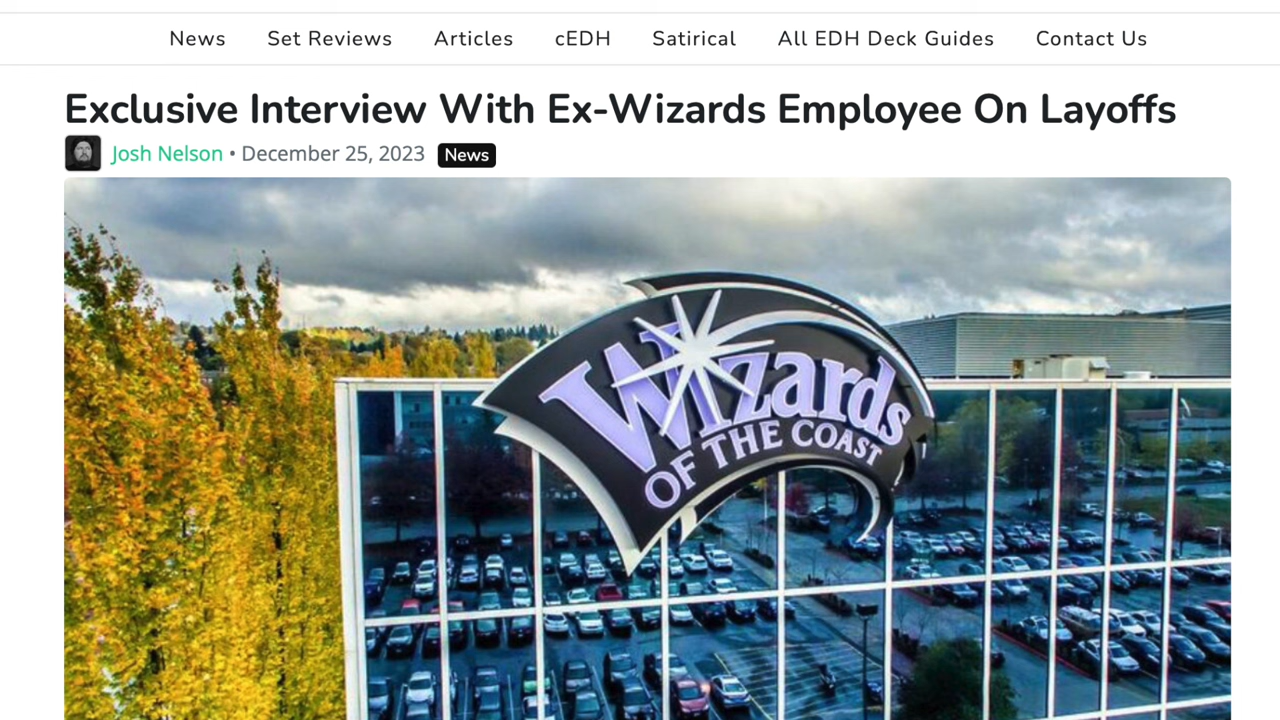 News Set Reviews Articles cEDH Satirical All EDH Deck Guides Contact Us
Exclusive Interview With Ex-Wizards Employee On Layoffs
Josh Nelson • December 25, 2023 News
Wizards
OF THE COAST